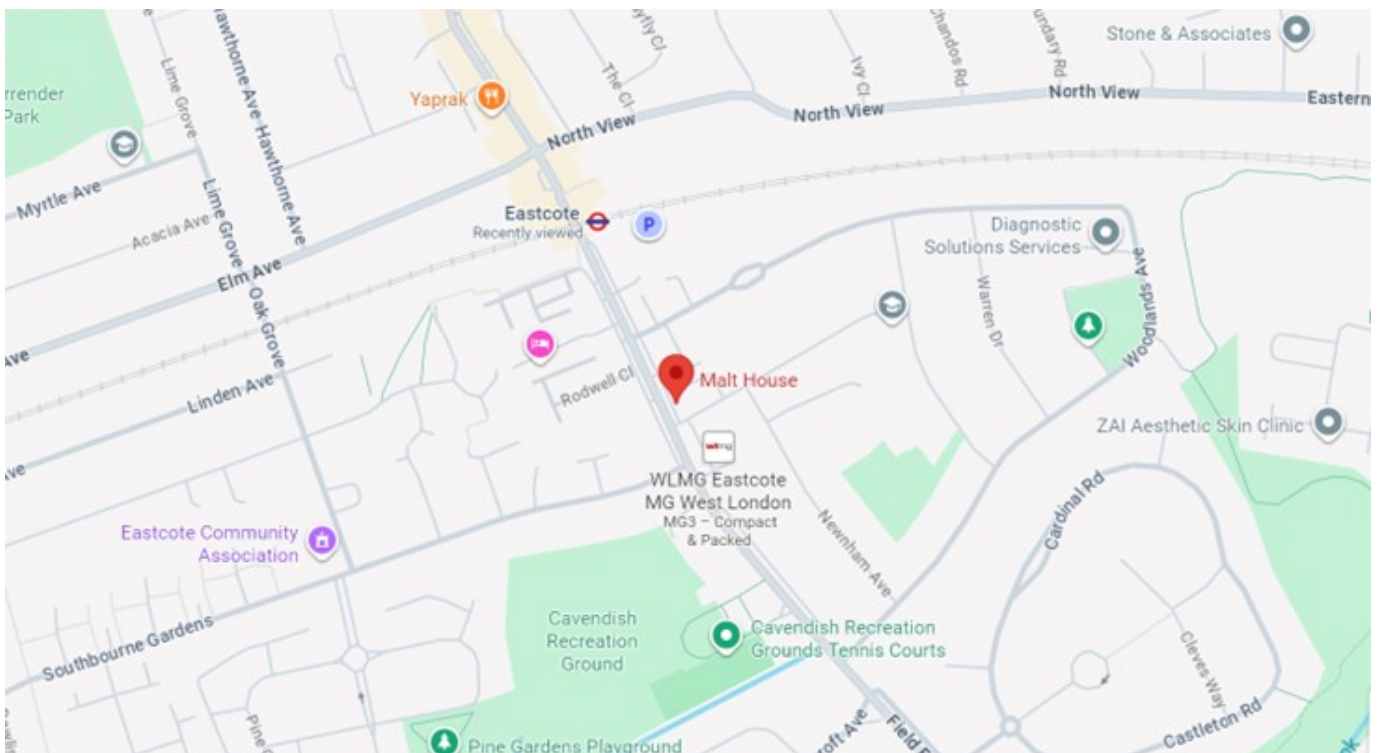 Hawthorne Ave
Hawthorne Ave
Lime Grove
Yaprak
The Cl
Ivy Cl
Chandos Rd
Stone & Associates
North View
North View
North View
Eastern
Park
Myrtle Ave
Acacia Ave
Lime Grove
Elm Ave
Eastcote
Recently viewed
P
Diagnostic
Solutions Services
Warren Dr
Woodlands Ave
Oak Grove
Linden Ave
Rodwell Cl
Malt House
ZAI Aesthetic Skin Clinic
WLMG Eastcote
MG West London
MG3 – Compact
& Packed
Cardinal Rd
Eastcote Community
Association
Newnham Ave
Southbourne Gardens
Cavendish
Recreation
Ground
Cavendish Recreation
Grounds Tennis Courts
Cleves Way
Castleton Rd
Pine Gardens Playground